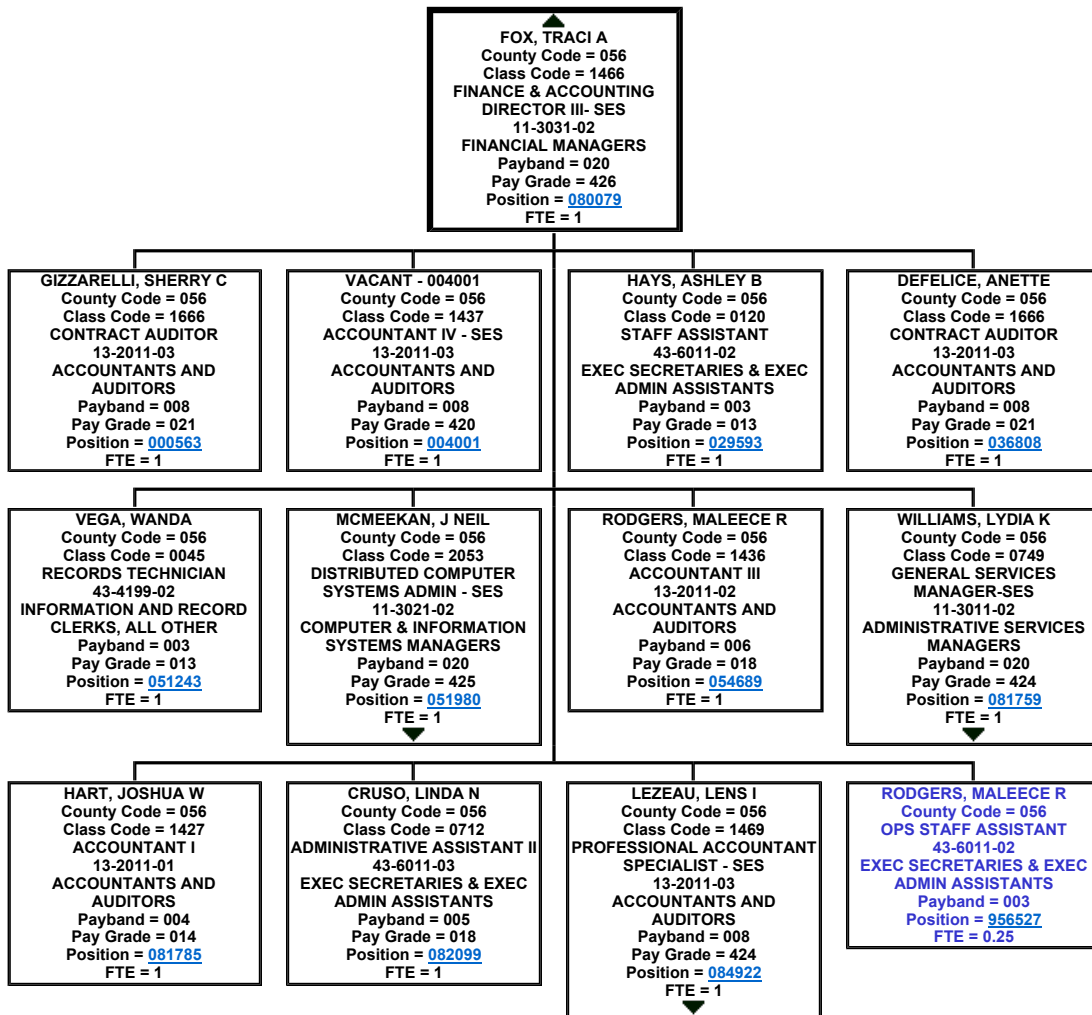 FOX, TRACI A
County Code = 056
Class Code = 1466
FINANCE & ACCOUNTING
DIRECTOR III- SES
11-3031-02
FINANCIAL MANAGERS
Payband = 020
Pay Grade = 426
Position = 080079
FTE = 1
GIZZARELLI, SHERRY C
County Code = 056
Class Code = 1666
CONTRACT AUDITOR
13-2011-03
ACCOUNTANTS AND
AUDITORS
Payband = 008
Pay Grade = 021
Position = 000563
FTE = 1
VACANT - 004001
County Code = 056
Class Code = 1437
ACCOUNTANT IV - SES
13-2011-03
ACCOUNTANTS AND
AUDITORS
Payband = 008
Pay Grade = 420
Position = 004001
FTE = 1
HAYS, ASHLEY B
County Code = 056
Class Code = 0120
STAFF ASSISTANT
43-6011-02
EXEC SECRETARIES & EXEC
ADMIN ASSISTANTS
Payband = 003
Pay Grade = 013
Position = 029593
FTE = 1
DEFELICE, ANETTE
County Code = 056
Class Code = 1666
CONTRACT AUDITOR
13-2011-03
ACCOUNTANTS AND
AUDITORS
Payband = 008
Pay Grade = 021
Position = 036808
FTE = 1
VEGA, WANDA
County Code = 056
Class Code = 0045
RECORDS TECHNICIAN
43-4199-02
INFORMATION AND RECORD
CLERKS, ALL OTHER
Payband = 003
Pay Grade = 013
Position = 051243
FTE = 1
MCMEEKAN, J NEIL
County Code = 056
Class Code = 2053
DISTRIBUTED COMPUTER
SYSTEMS ADMIN - SES
11-3021-02
COMPUTER & INFORMATION
SYSTEMS MANAGERS
Payband = 020
Pay Grade = 425
Position = 051980
FTE = 1
RODGERS, MALEECE R
County Code = 056
Class Code = 1436
ACCOUNTANT III
13-2011-02
ACCOUNTANTS AND
AUDITORS
Payband = 006
Pay Grade = 018
Position = 054689
FTE = 1
WILLIAMS, LYDIA K
County Code = 056
Class Code = 0749
GENERAL SERVICES
MANAGER-SES
11-3011-02
ADMINISTRATIVE SERVICES
MANAGERS
Payband = 020
Pay Grade = 424
Position = 081759
FTE = 1
HART, JOSHUA W
County Code = 056
Class Code = 1427
ACCOUNTANT I
13-2011-01
ACCOUNTANTS AND
AUDITORS
Payband = 004
Pay Grade = 014
Position = 081785
FTE = 1
CRUSO, LINDA N
County Code = 056
Class Code = 0712
ADMINISTRATIVE ASSISTANT II
43-6011-03
EXEC SECRETARIES & EXEC
ADMIN ASSISTANTS
Payband = 005
Pay Grade = 018
Position = 082099
FTE = 1
LEZEAU, LENS I
County Code = 056
Class Code = 1469
PROFESSIONAL ACCOUNTANT
SPECIALIST - SES
13-2011-03
ACCOUNTANTS AND
AUDITORS
Payband = 008
Pay Grade = 424
Position = 084922
FTE = 1
RODGERS, MALEECE R
County Code = 056
OPS STAFF ASSISTANT
43-6011-02
EXEC SECRETARIES & EXEC
ADMIN ASSISTANTS
Payband = 003
Position = 956527
FTE = 0.25